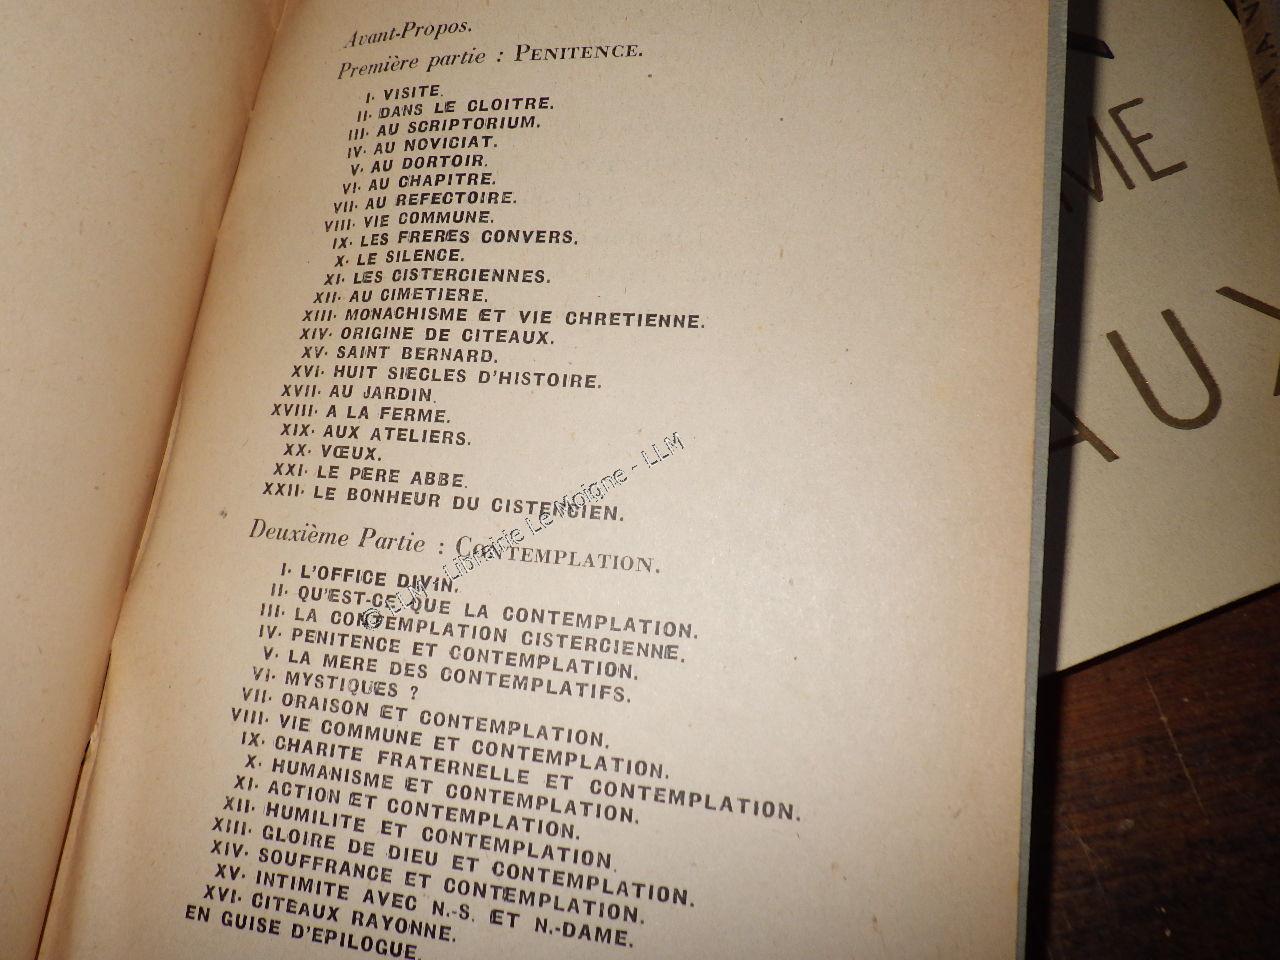 Avant-Propos.
Première partie : PENITENCE.
I. VISITE.
II. DANS LE CLOITRE.
III. AU SCRIPTORIUM.
IV. AU NOVICIAT.
V. AU DORTOIR.
VI. AU CHAPITRE.
VII. AU REFECTOIRE.
VIII. VIE COMMUNE.
IX. LES FRERES CONVERS.
X. LE SILENCE.
XI. LES CISTERCIENNES.
XII. AU CIMETIERE.
XIII. MONACHISME ET VIE CHRETIENNE.
XIV. ORIGINE DE CITEAUX.
XV. SAINT BERNARD.
XVI. HUIT SIECLES D'HISTOIRE.
XVII. AU JARDIN.
XVIII. A LA FERME.
XIX. AUX ATELIERS.
XX. VŒUX.
XXI. LE PERE ABBE.
XXII. LE BONHEUR DU CISTERCIEN.
Deuxième Partie : CONTEMPLATION.
I. L'OFFICE DIVIN.
II. QU'EST-CE QUE LA CONTEMPLATION.
III. LA CONTEMPLATION CISTERCIENNE.
IV. PENITENCE ET CONTEMPLATION.
V. LA MERE DES CONTEMPLATIFS.
VI. MYSTIQUES ?
VII. ORAISON ET CONTEMPLATION.
VIII. VIE COMMUNE ET CONTEMPLATION.
IX. CHARITE FRATERNELLE ET CONTEMPLATION.
X. HUMANISME ET CONTEMPLATION.
XI. ACTION ET CONTEMPLATION.
XII. HUMILITE ET CONTEMPLATION.
XIII. GLOIRE DE DIEU ET CONTEMPLATION.
XIV. SOUFFRANCE ET CONTEMPLATION.
XV. INTIMITE AVEC N.-S. ET N.-DAME.
XVI. CITEAUX RAYONNE.
EN GUISE D'EPILOGUE.
© LLM - Librairie Le Moigne - LLM
ME
AUX